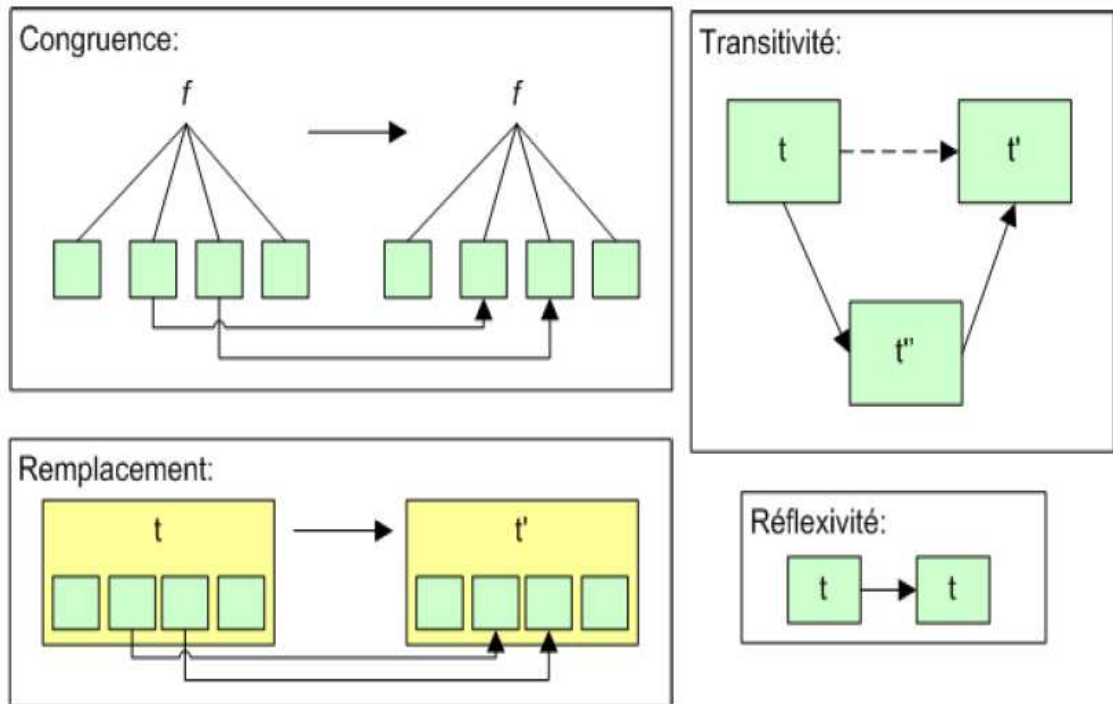 Congruence:
f
f
Transitivité:
t
t'
t''
Remplacement:
t
t'
Réflexivité:
t
t